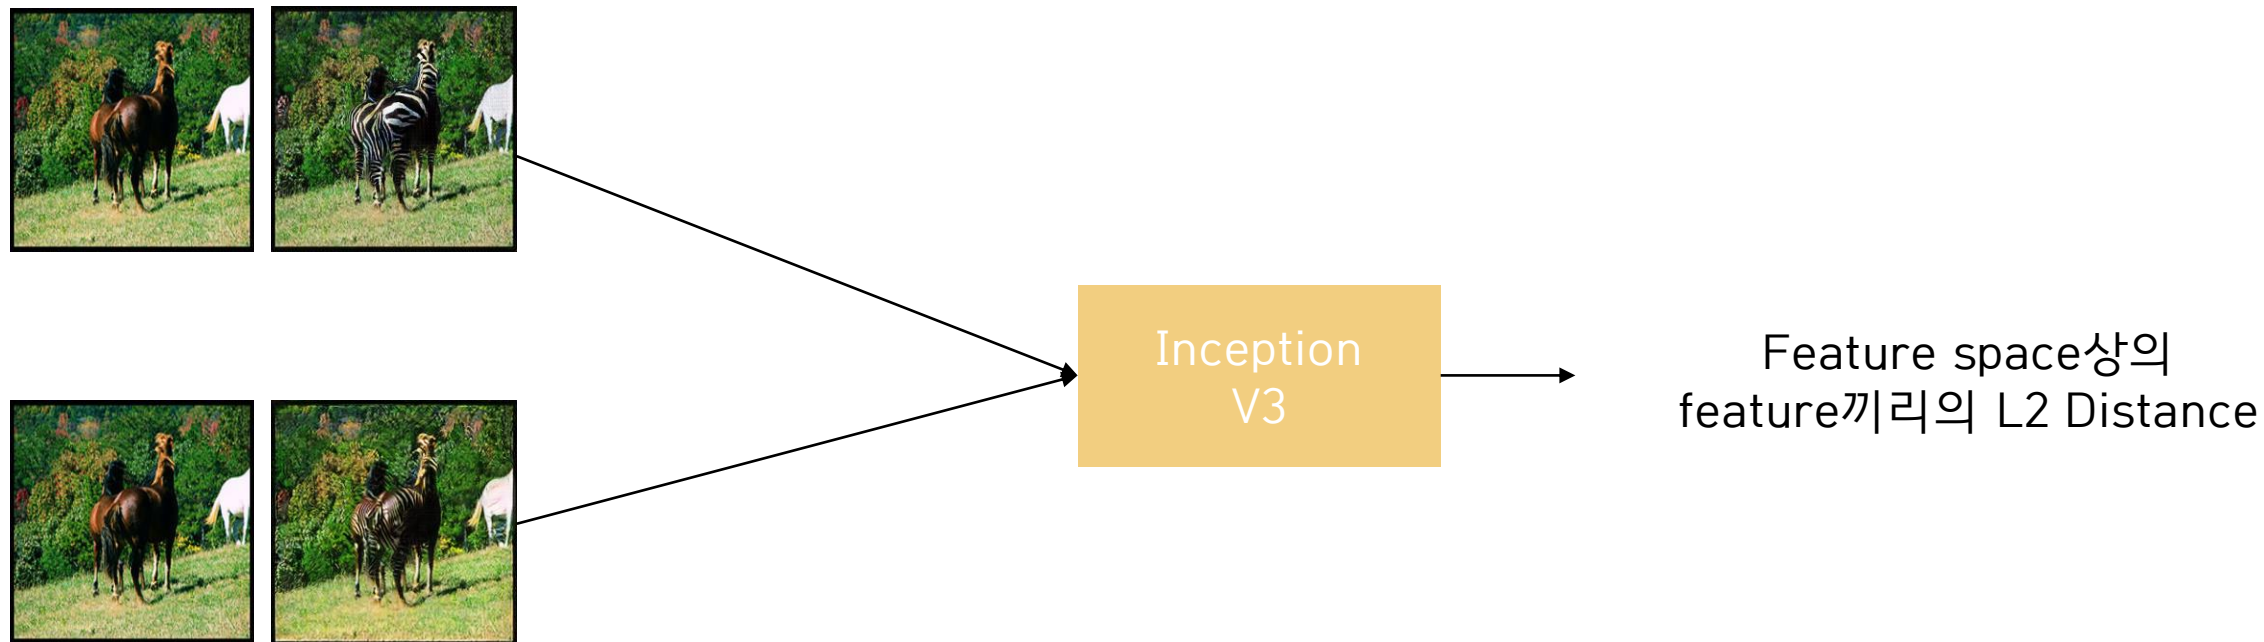 Inception
V3
Feature space상의
feature끼리의 L2 Distance